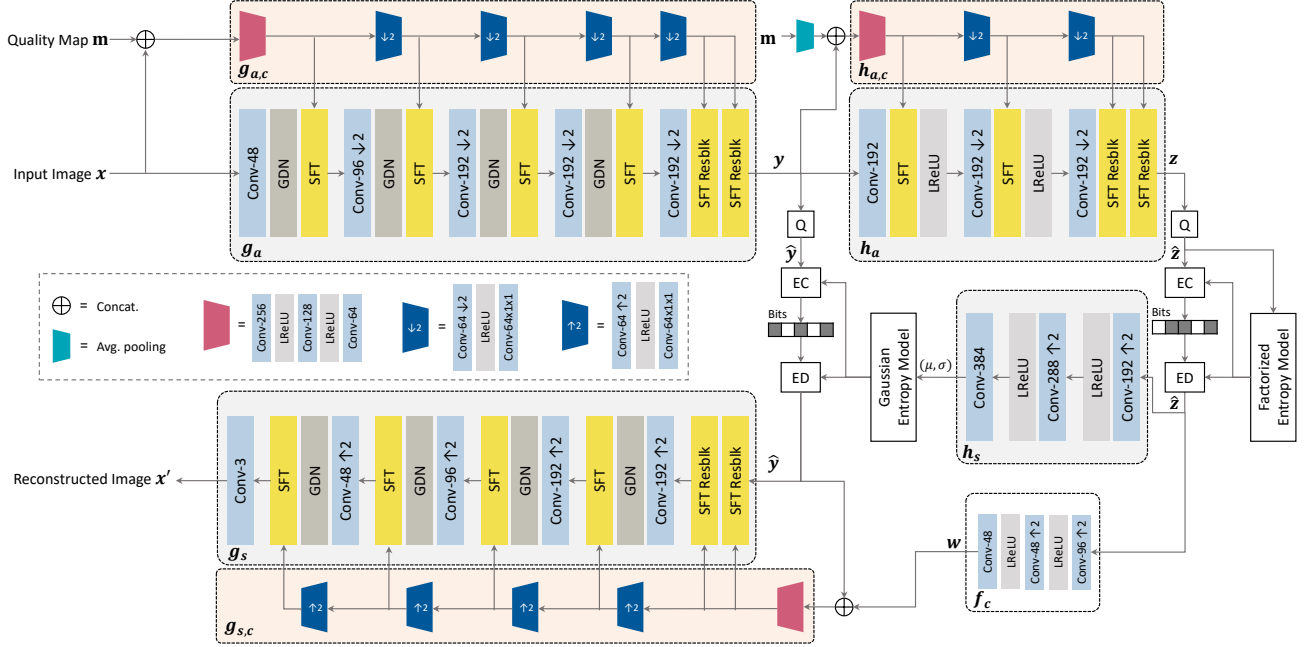 Quality Map m
↓2
↓2
↓2
↓2
g_{a,c}
m
↓2
↓2
h_{a,c}
Input Image x
Conv-48
GDN
SFT
Conv-96 ↓2
GDN
SFT
Conv-192 ↓2
GDN
SFT
Conv-192 ↓2
GDN
SFT
Conv-192 ↓2
SFT Resblk
SFT Resblk
g_a
y
Conv-192
SFT
LReLU
Conv-192 ↓2
SFT
LReLU
Conv-192 ↓2
SFT Resblk
SFT Resblk
h_a
z
Q
ŷ
EC
Bits
ED
Q
ẑ
EC
Bits
ED
ẑ
= Concat.
= Avg. pooling
=
Conv-256
LReLU
Conv-128
LReLU
Conv-64
↓2
=
Conv-64 ↓2
LReLU
Conv-64x1x1
↑2
=
Conv-64 ↑2
LReLU
Conv-64x1x1
Gaussian
Entropy Model
(μ, σ)
Conv-384
LReLU
Conv-288 ↑2
LReLU
Conv-192 ↑2
h_s
Factorized
Entropy Model
Reconstructed Image x′
Conv-3
SFT
GDN
Conv-48 ↑2
SFT
GDN
Conv-96 ↑2
SFT
GDN
Conv-192 ↑2
SFT
GDN
Conv-192 ↑2
SFT Resblk
SFT Resblk
g_s
ŷ
w
Conv-48
LReLU
Conv-48 ↑2
LReLU
Conv-96 ↑2
f_c
↑2
↑2
↑2
↑2
g_{s,c}